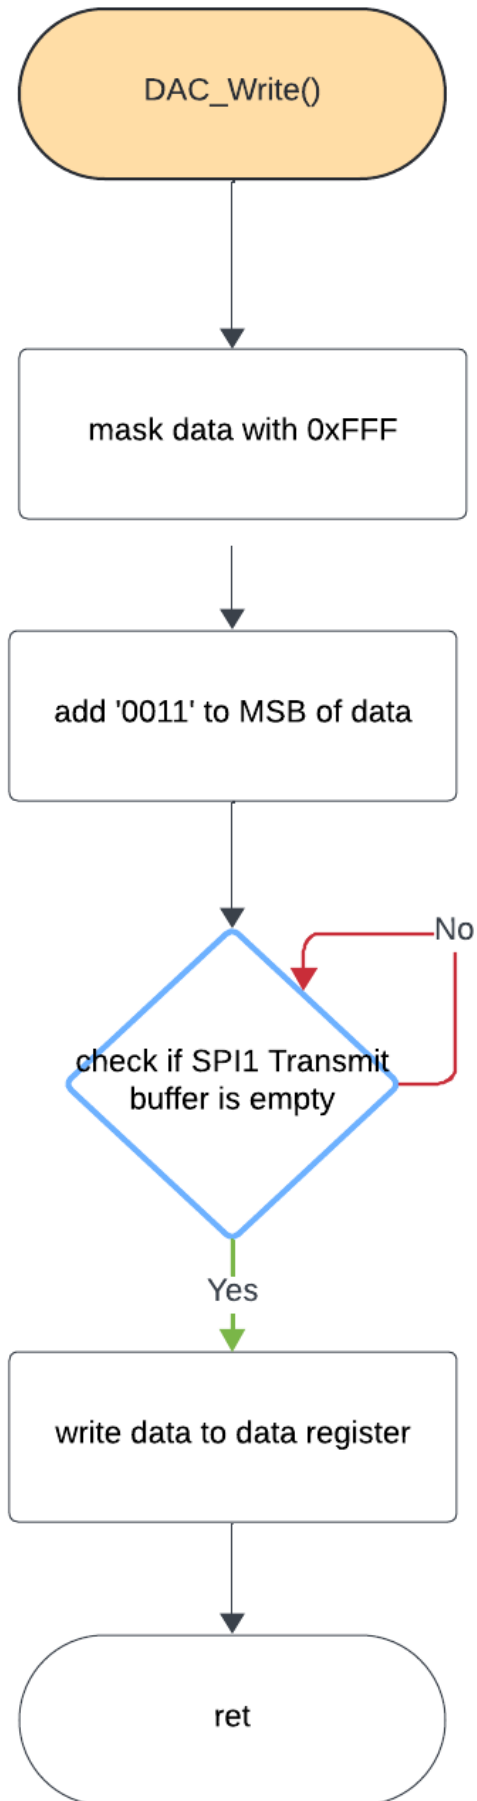 DAC_Write()
mask data with 0xFFF
add '0011' to MSB of data
No
check if SPI1 Transmit
buffer is empty
Yes
write data to data register
ret